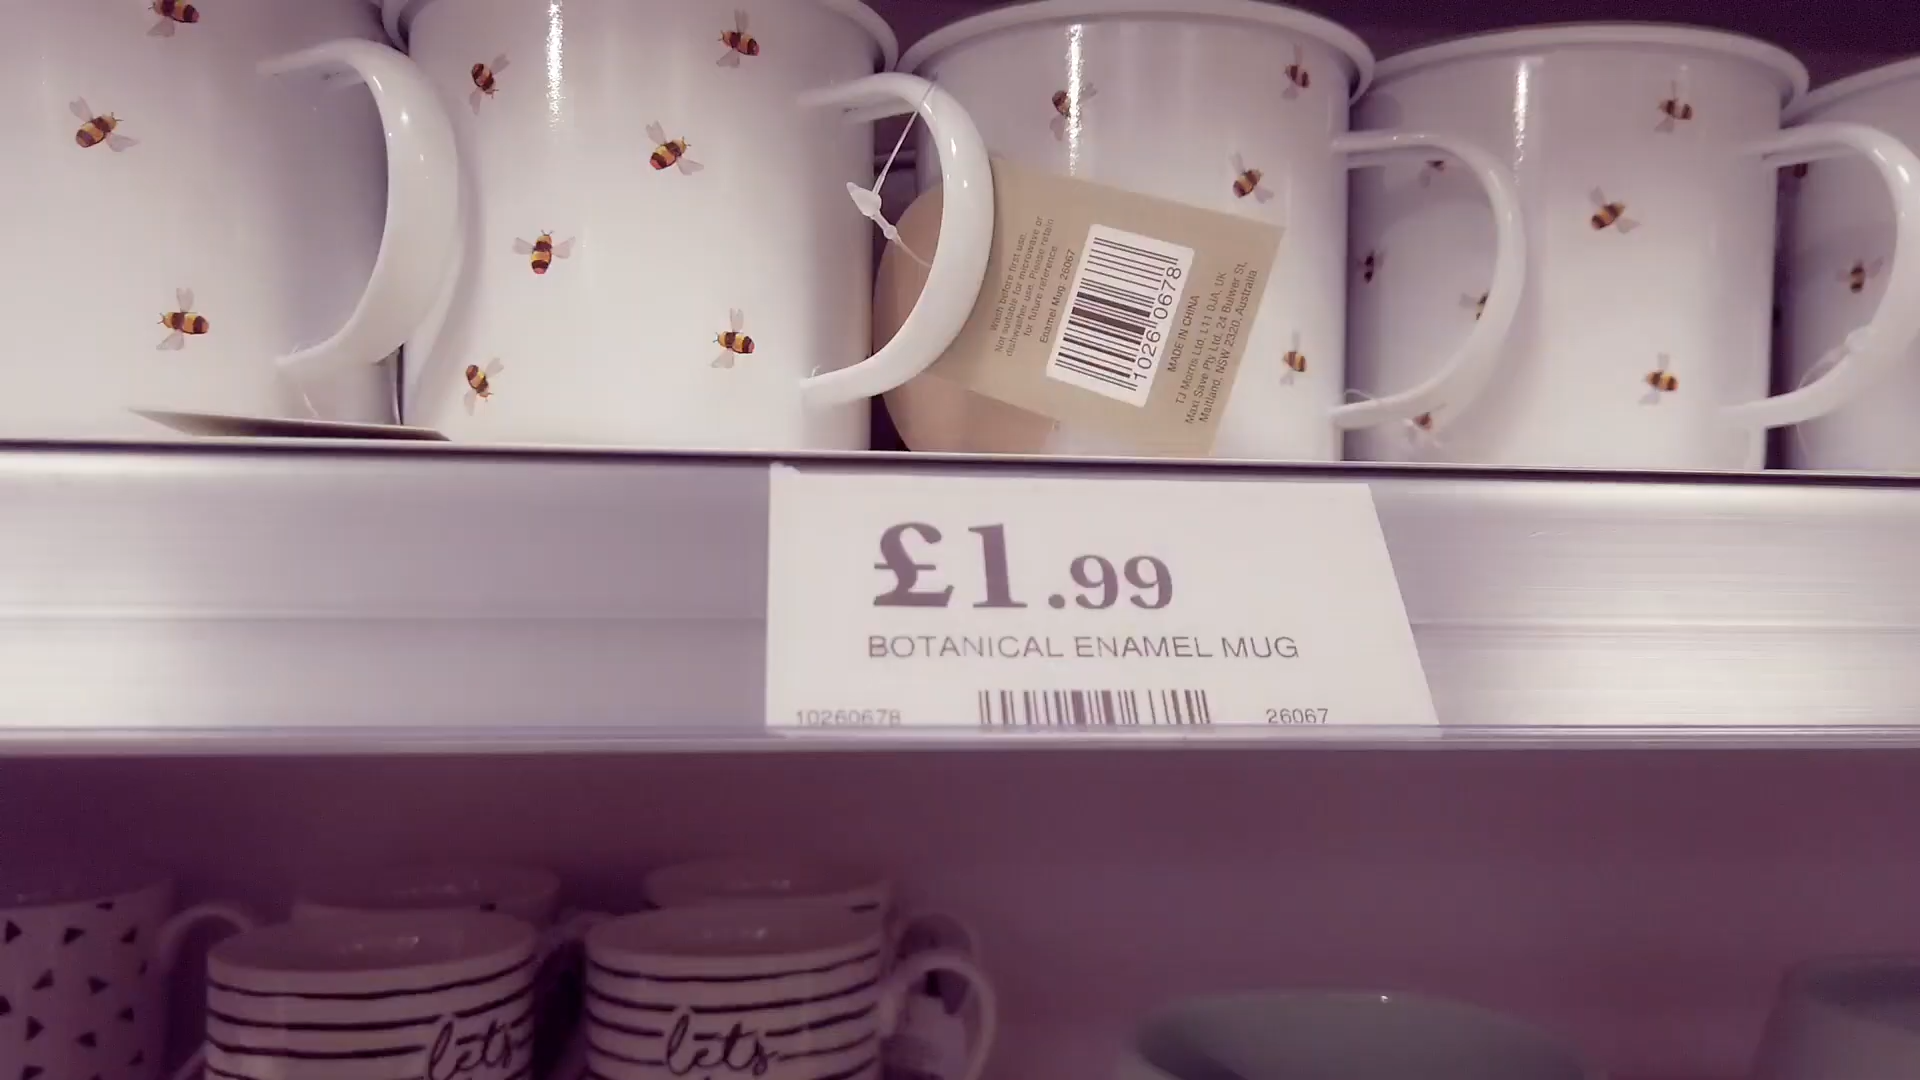 Wash before first use.
Not suitable for microwave or
dishwasher use. Please retain
for future reference.
Enamel Mug 26067
10260678
MADE IN CHINA
TJ Morris Ltd, L11 0JA, UK
Maxi Save Pty Ltd, 24 Bulwer St,
Maitland, NSW 2320, Australia
£1.99
BOTANICAL ENAMEL MUG
10260678
26067
lets
lets